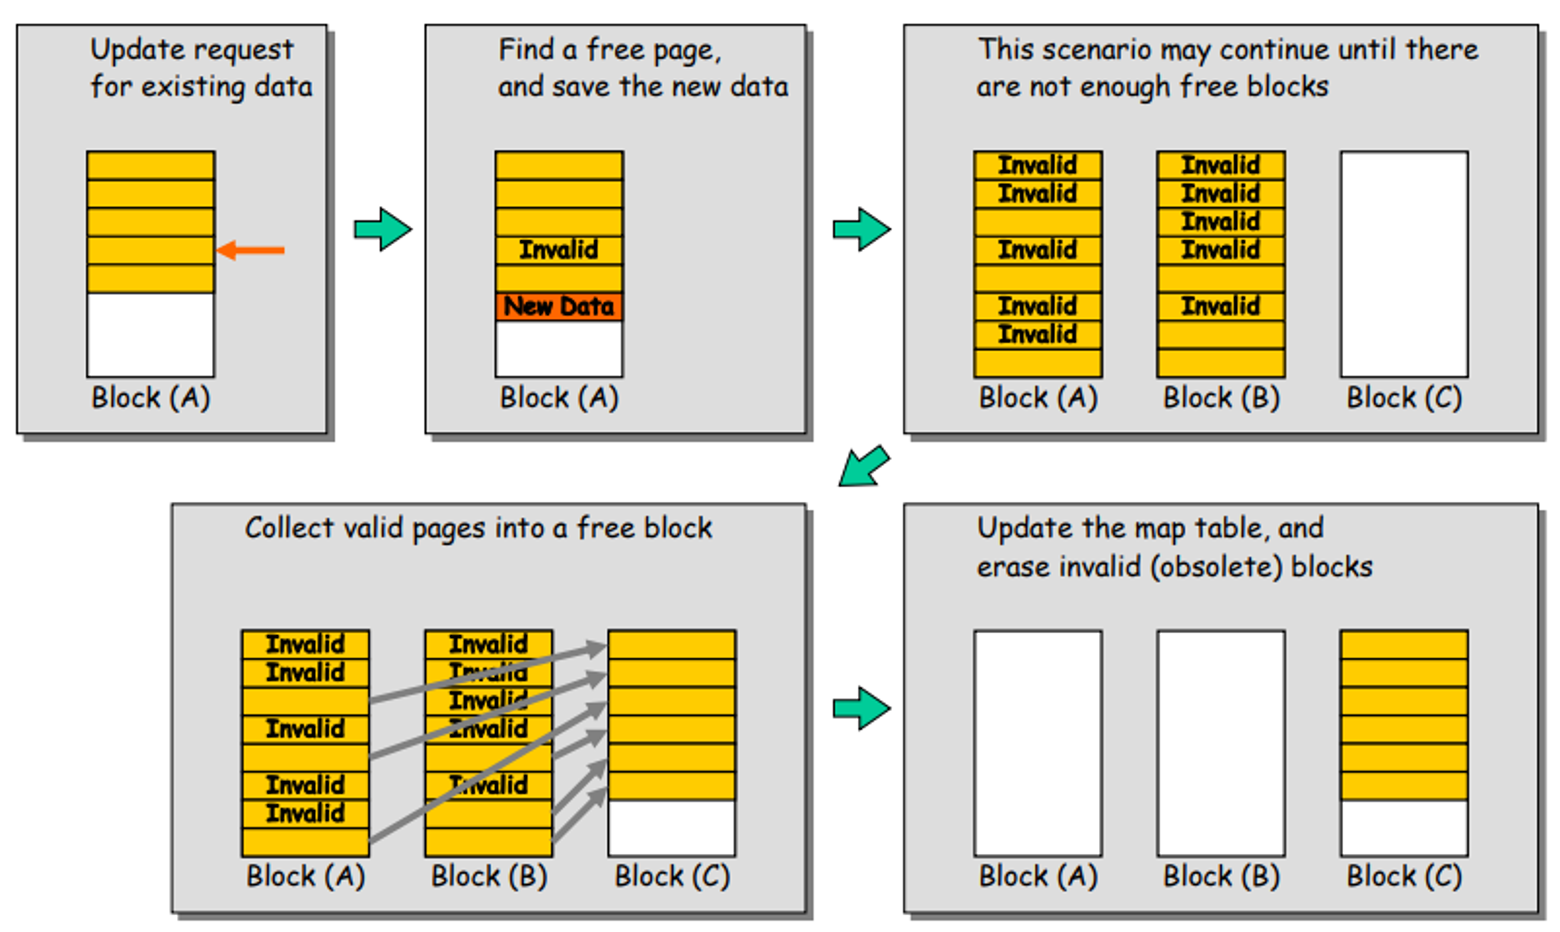 Update request
for existing data
Block (A)
Find a free page,
and save the new data
Invalid
New Data
Block (A)
This scenario may continue until there
are not enough free blocks
Invalid
Invalid
Invalid
Invalid
Invalid
Block (A)
Invalid
Invalid
Invalid
Invalid
Invalid
Block (B)
Block (C)
Collect valid pages into a free block
Invalid
Invalid
Invalid
Invalid
Invalid
Block (A)
Invalid
Invalid
Invalid
Invalid
Invalid
Block (B)
Block (C)
Update the map table, and
erase invalid (obsolete) blocks
Block (A)
Block (B)
Block (C)